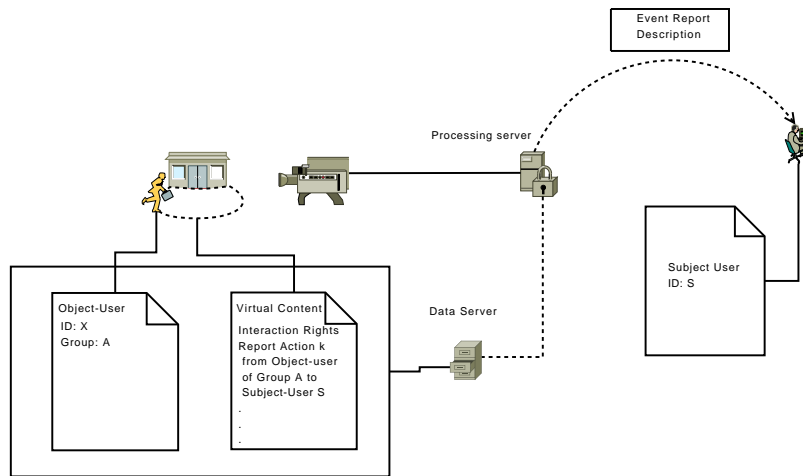 Event Report
Description
Processing server
Object-User
ID: X
Group: A
Virtual Content
Interaction Rights
Report Action k
from Object-user
of Group A to
Subject-User S
.
.
.
Data Server
Subject User
ID: S